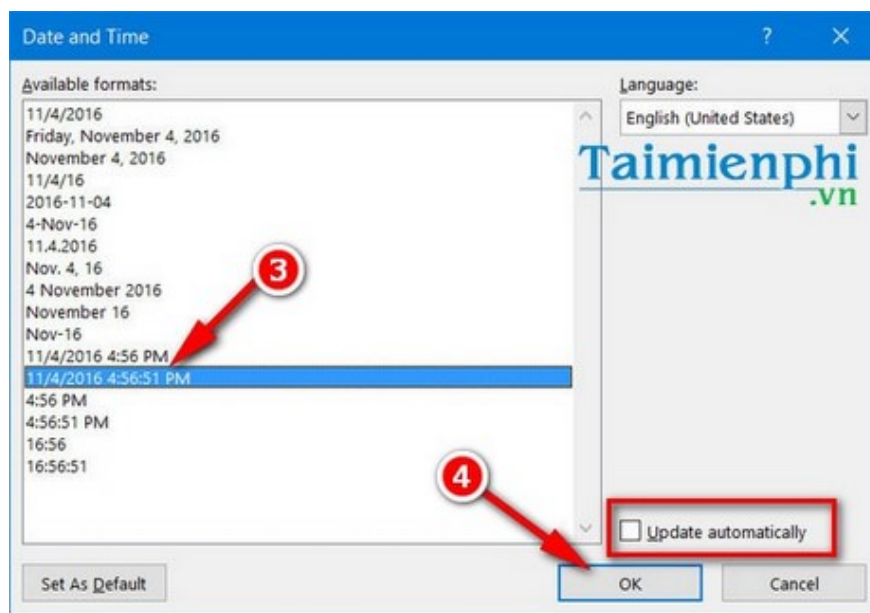 Date and Time
Available formats:
Language:
11/4/2016
Friday, November 4, 2016
November 4, 2016
11/4/16
2016-11-04
4-Nov-16
11.4.2016
Nov. 4, 16
4 November 2016
November 16
Nov-16
11/4/2016 4:56 PM
11/4/2016 4:56:51 PM
4:56 PM
4:56:51 PM
16:56
16:56:51
English (United States)
Taimienphi
.vn
3
4
Update automatically
Set As Default
OK
Cancel